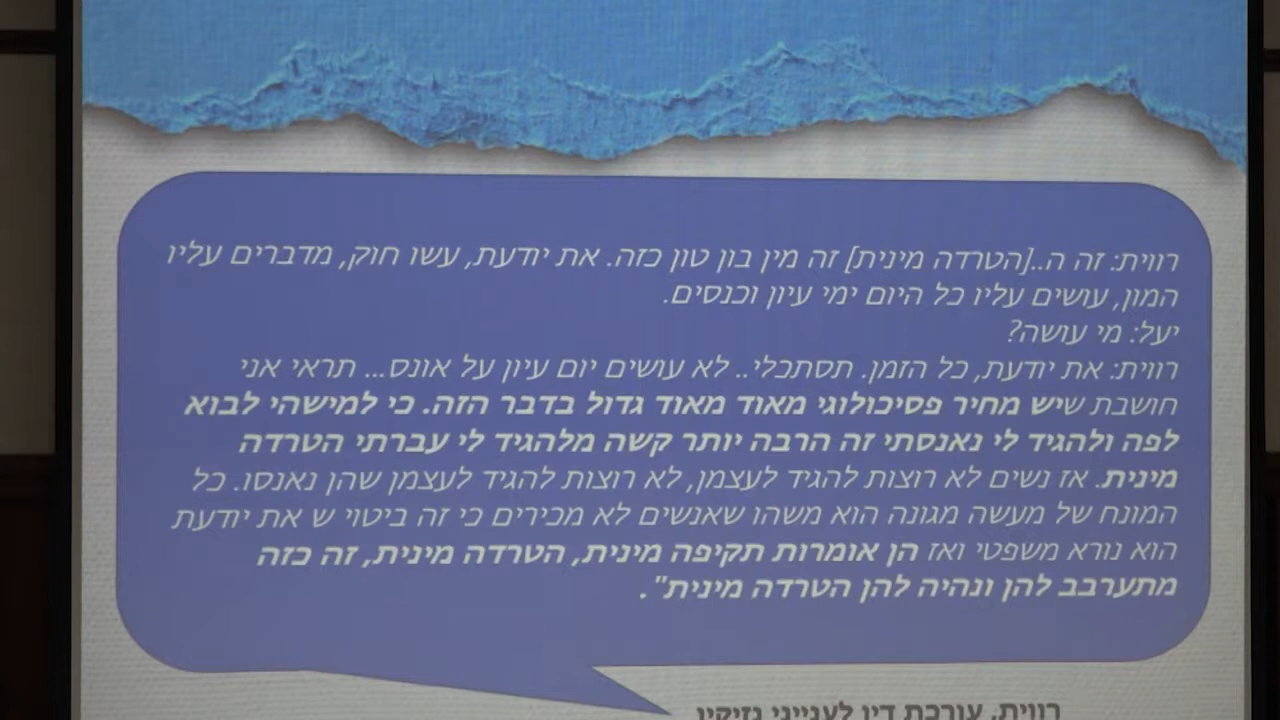 רווית: זה ה..[הטרדה מינית] זה מין בון טון כזה. את יודעת, עשו חוק, מדברים עליו
המון, עושים עליו כל היום ימי עיון וכנסים.
יעל: מי עושה?
רווית: את יודעת, כל הזמן. תסתכלי.. לא עושים יום עיון על אונס... תראי אני
חושבת שיש מחיר פסיכולוגי מאוד מאוד גדול בדבר הזה. כי למישהי לבוא
לפה ולהגיד לי נאנסתי זה הרבה יותר קשה מלהגיד לי עברתי הטרדה
מינית. אז נשים לא רוצות להגיד לעצמן, לא רוצות להגיד לעצמן שהן נאנסו. כל
המונח של מעשה מגונה הוא משהו שאנשים לא מכירים כי זה ביטוי ש את יודעת
הוא נורא משפטי ואז הן אומרות תקיפה מינית, הטרדה מינית, זה כזה
מתערבב להן ונהיה להן הטרדה מינית".
רווית, עורכת דין לענייני נזיקין